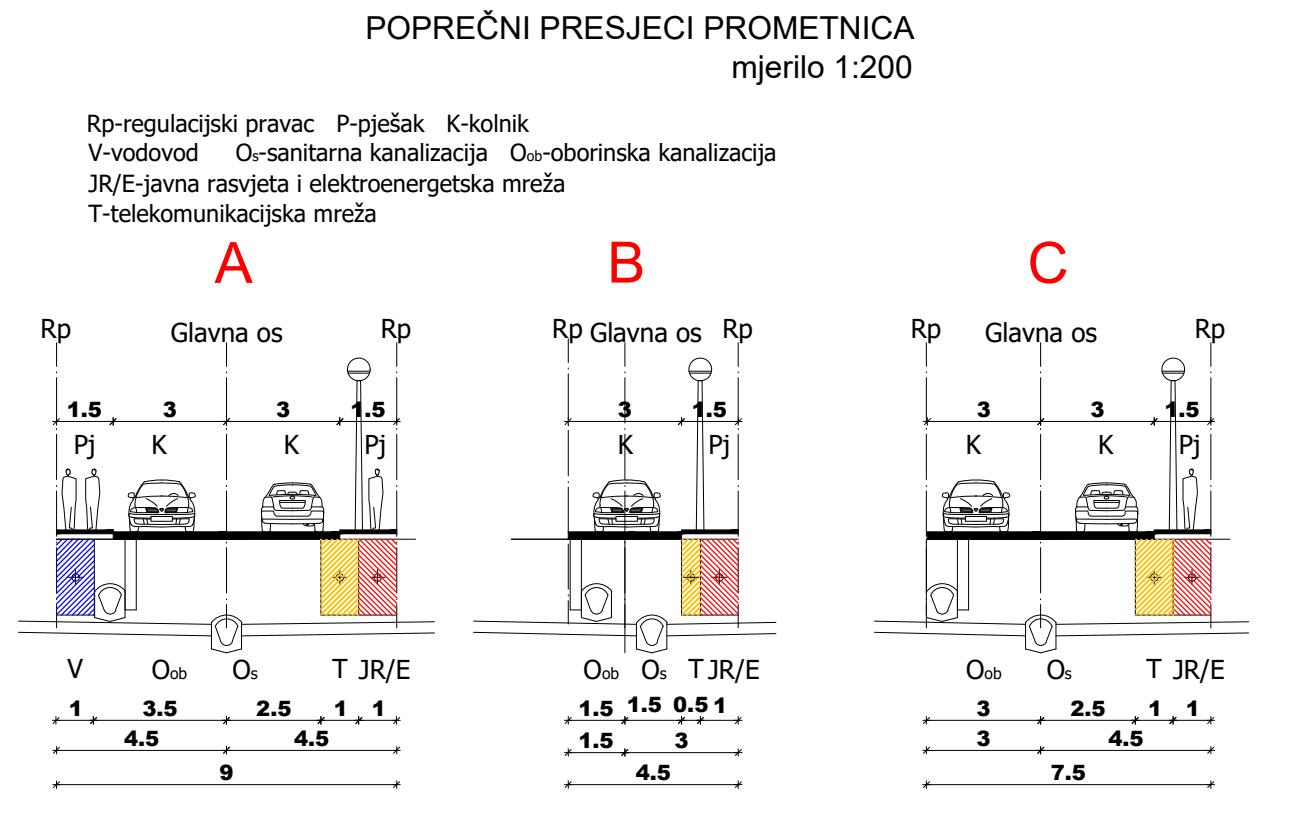 POPREČNI PRESJECI PROMETNICA
mjerilo 1:200
Rp-regulacijski pravac P-pješak K-kolnik
V-vodovod Os-sanitarna kanalizacija Oob-oborinska kanalizacija
JR/E-javna rasvjeta i elektroenergetska mreža
T-telekomunikacijska mreža
A
Rp Glavna os Rp
1.5 3 3 1.5
Pj K K Pj
V Oob Os T JR/E
1 3.5 2.5 1 1
4.5 4.5
9
B
Rp Glavna os Rp
3 1.5
K Pj
Oob Os T JR/E
1.5 1.5 0.5 1
1.5 3
4.5
C
Rp Glavna os Rp
3 3 1.5
K K Pj
Oob Os T JR/E
3 2.5 1 1
3 4.5
7.5